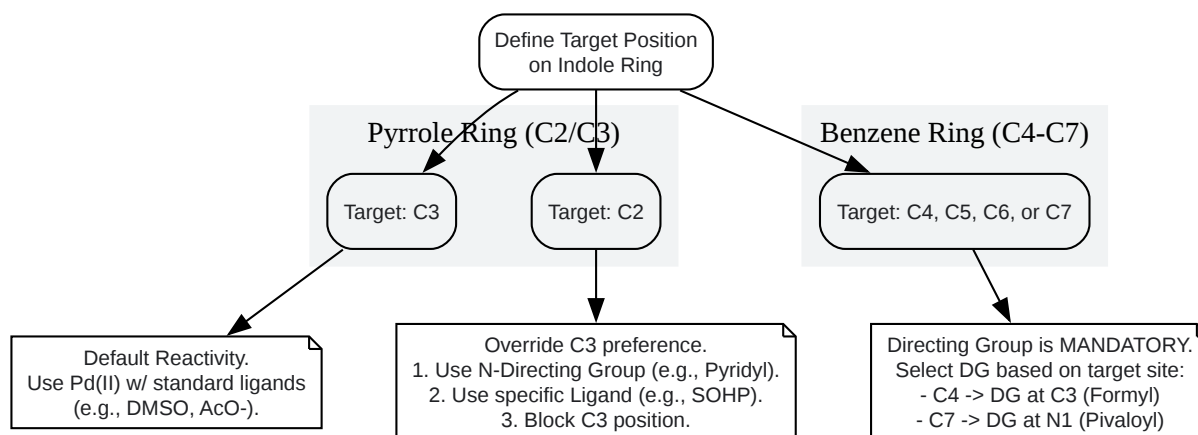 Define Target Position
on Indole Ring
Pyrrole Ring (C2/C3)
Benzene Ring (C4-C7)
Target: C3
Target: C2
Target: C4, C5, C6, or C7
Default Reactivity.
Use Pd(II) w/ standard ligands
(e.g., DMSO, AcO-).
Override C3 preference.
1. Use N-Directing Group (e.g., Pyridyl).
2. Use specific Ligand (e.g., SOHP).
3. Block C3 position.
Directing Group is MANDATORY.
Select DG based on target site:
- C4 -> DG at C3 (Formyl)
- C7 -> DG at N1 (Pivaloyl)